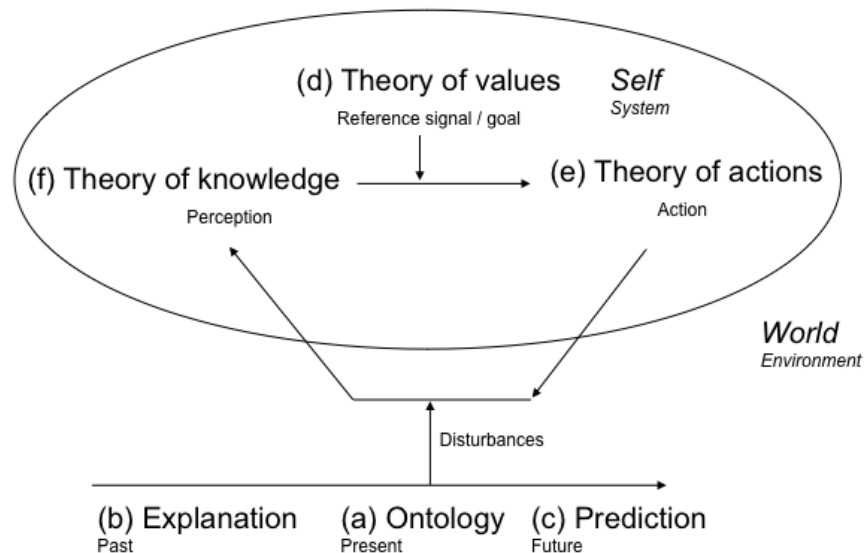 (d) Theory of values
Self
System
Reference signal / goal
(f) Theory of knowledge
(e) Theory of actions
Perception
Action
World
Environment
Disturbances
(b) Explanation
(a) Ontology
(c) Prediction
Past
Present
Future